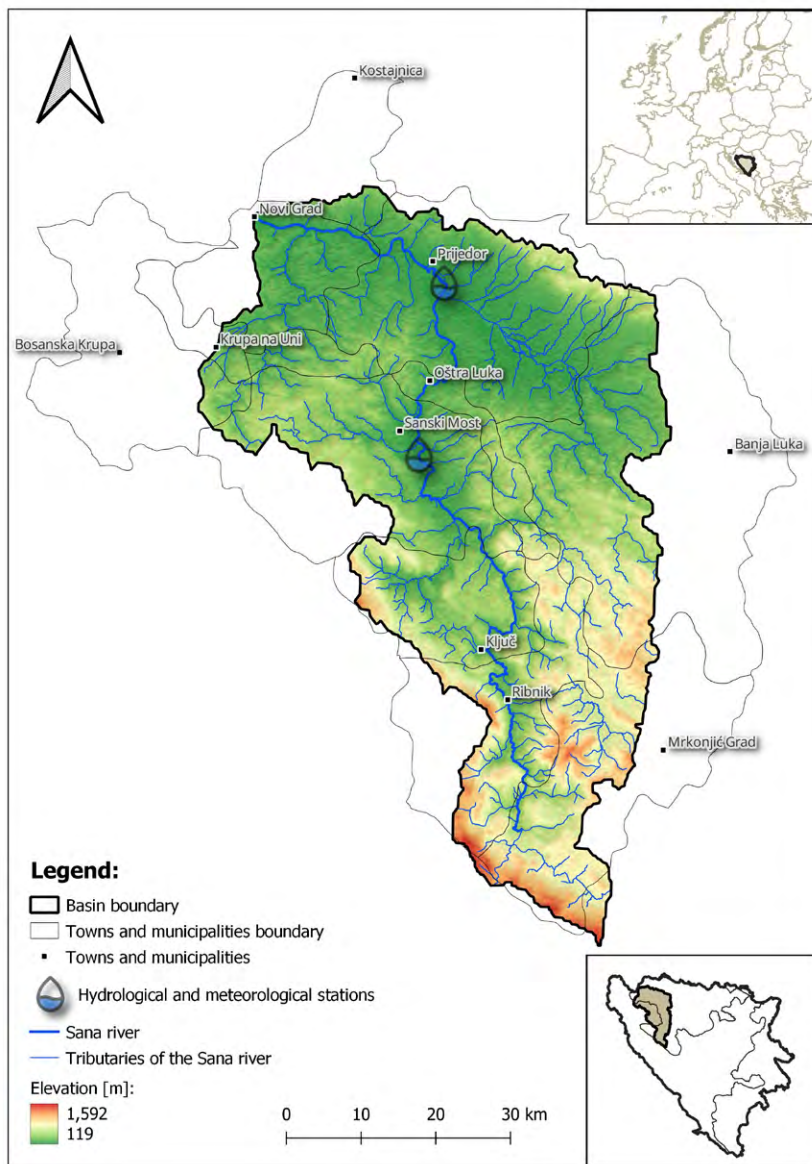 Kostajnica
Novi Grad
Prijedor
Krupa na Uni
Bosanska Krupa
Oštra Luka
Sanski Most
Banja Luka
Ključ
Ribnik
Mrkonjić Grad
Legend:
Basin boundary
Towns and municipalities boundary
Towns and municipalities
Hydrological and meteorological stations
Sana river
Tributaries of the Sana river
Elevation [m]:
1,592
119
0 10 20 30 km